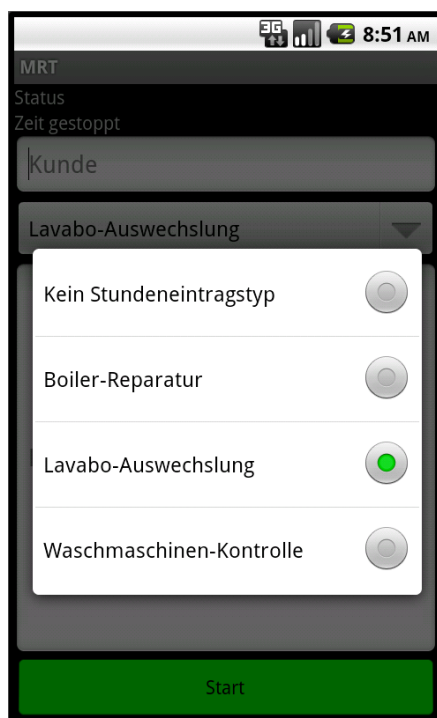 3G
8:51 AM
MRT
Status
Zeit gestoppt
Kunde
Lavabo-Auswechslung
Kein Stundeneintragstyp
Boiler-Reparatur
Lavabo-Auswechslung
Waschmaschinen-Kontrolle
Start